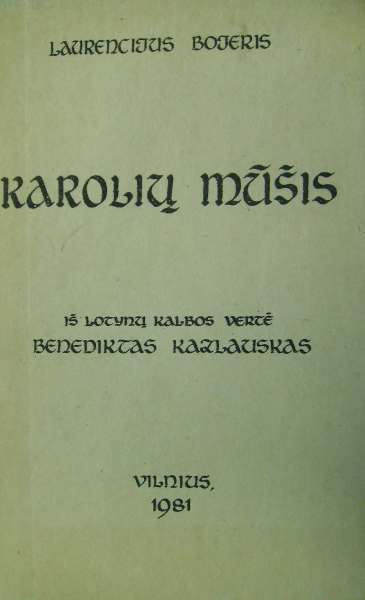 LAURENCIJUS BOJERIS
KAROLIŲ MŪŠIS
IŠ LOTYNŲ KALBOS VERTĖ
BENEDIKTAS KAZLAUSKAS
VILNIUS,
1981